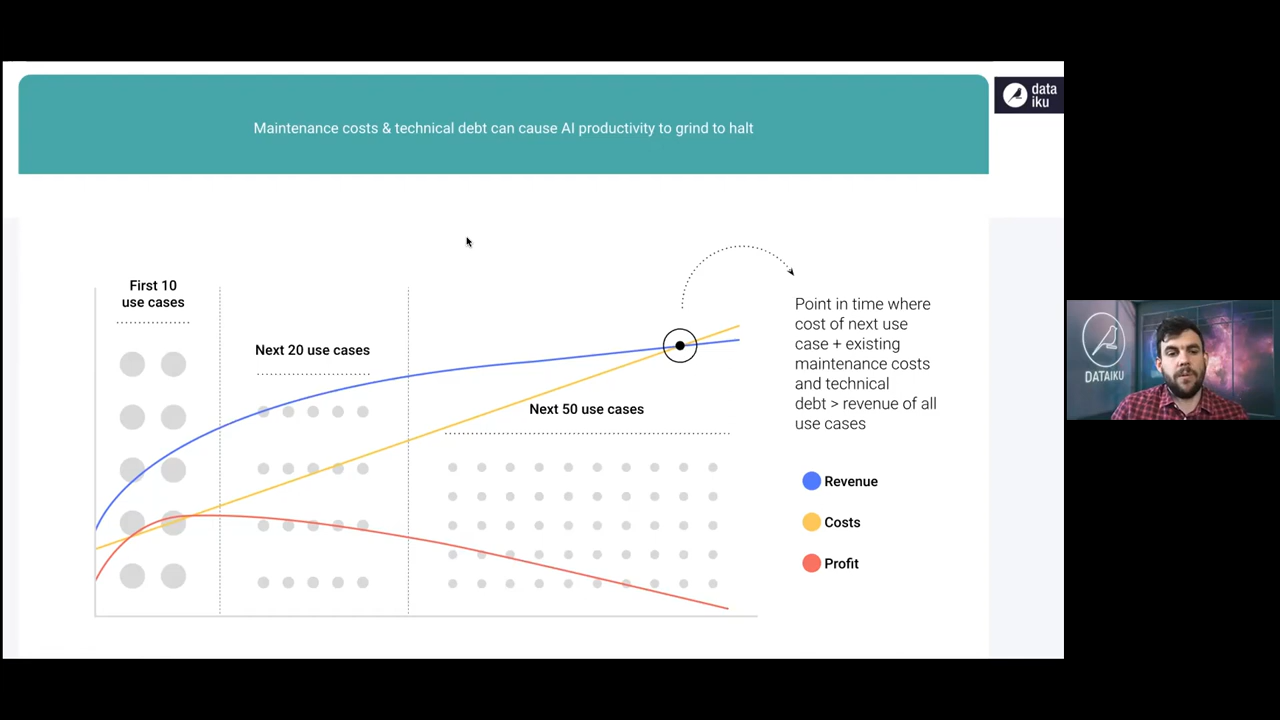 Maintenance costs & technical debt can cause AI productivity to grind to halt
data
iku
First 10
use cases
Next 20 use cases
Next 50 use cases
Point in time where
cost of next use
case + existing
maintenance costs
and technical
debt > revenue of all
use cases
Revenue
Costs
Profit
DATAIKU